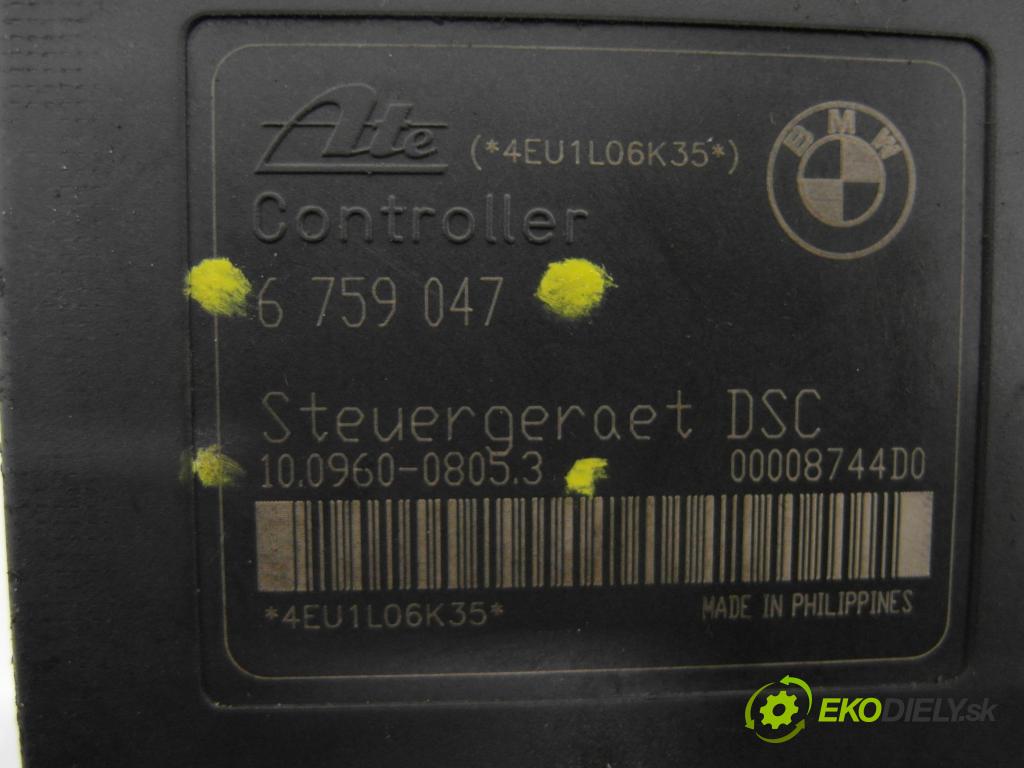 Ate (*4EU1L06K35*)
BMW
Controller
6 759 047
Steuergeraet DSC
10.0960-0805.3 00008744D0
*4EU1L06K35* MADE IN PHILIPPINES
EKODIELY.sk